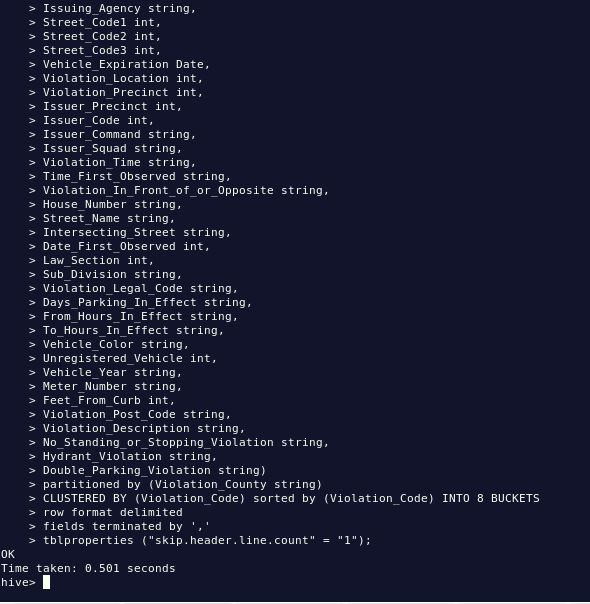 > Issuing_Agency string,
> Street_Code1 int,
> Street_Code2 int,
> Street_Code3 int,
> Vehicle_Expiration Date,
> Violation_Location int,
> Violation_Precinct int,
> Issuer_Precinct int,
> Issuer_Code int,
> Issuer_Command string,
> Issuer_Squad string,
> Violation_Time string,
> Time_First_Observed string,
> Violation_In_Front_of_or_Opposite string,
> House_Number string,
> Street_Name string,
> Intersecting_Street string,
> Date_First_Observed int,
> Law_Section int,
> Sub_Division string,
> Violation_Legal_Code string,
> Days_Parking_In_Effect string,
> From_Hours_In_Effect string,
> To_Hours_In_Effect string,
> Vehicle_Color string,
> Unregistered_Vehicle int,
> Vehicle_Year string,
> Meter_Number string,
> Feet_From_Curb int,
> Violation_Post_Code string,
> Violation_Description string,
> No_Standing_or_Stopping_Violation string,
> Hydrant_Violation string,
> Double_Parking_Violation string)
> partitioned by (Violation_County string)
> CLUSTERED BY (Violation_Code) sorted by (Violation_Code) INTO 8 BUCKETS
> row format delimited
> fields terminated by ','
> tblproperties ("skip.header.line.count" = "1");
OK
Time taken: 0.501 seconds
hive>